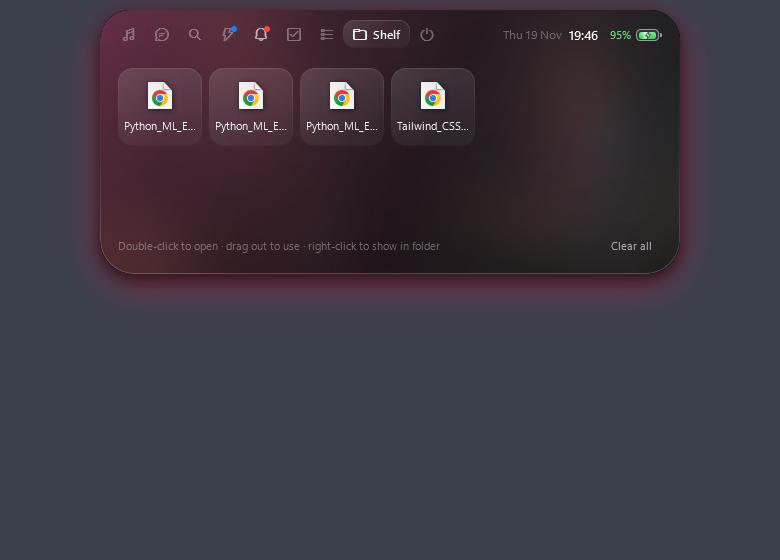 Shelf Thu 19 Nov 19:46 95%
Python_ML_E... Python_ML_E... Python_ML_E... Tailwind_CSS...
Double-click to open · drag out to use · right-click to show in folder Clear all